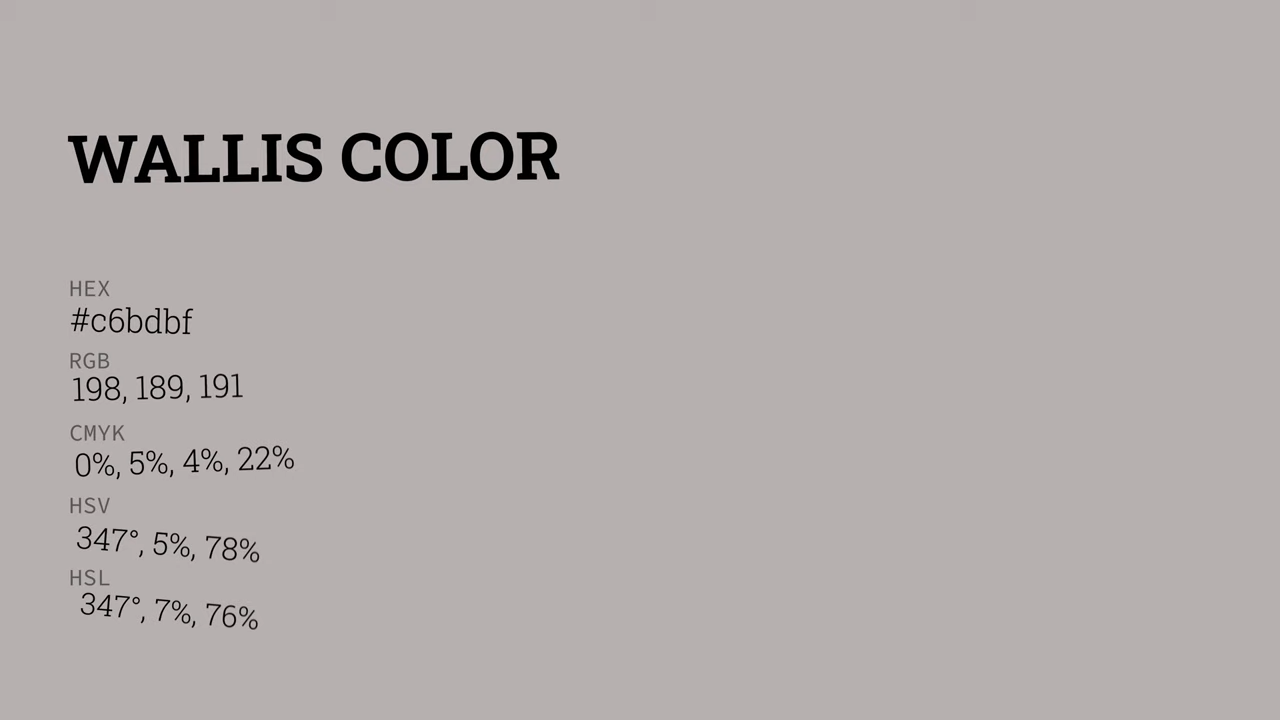 WALLIS COLOR
HEX
#c6bdbf
RGB
198, 189, 191
CMYK
0%, 5%, 4%, 22%
HSV
347°, 5%, 78%
HSL
347°, 7%, 76%